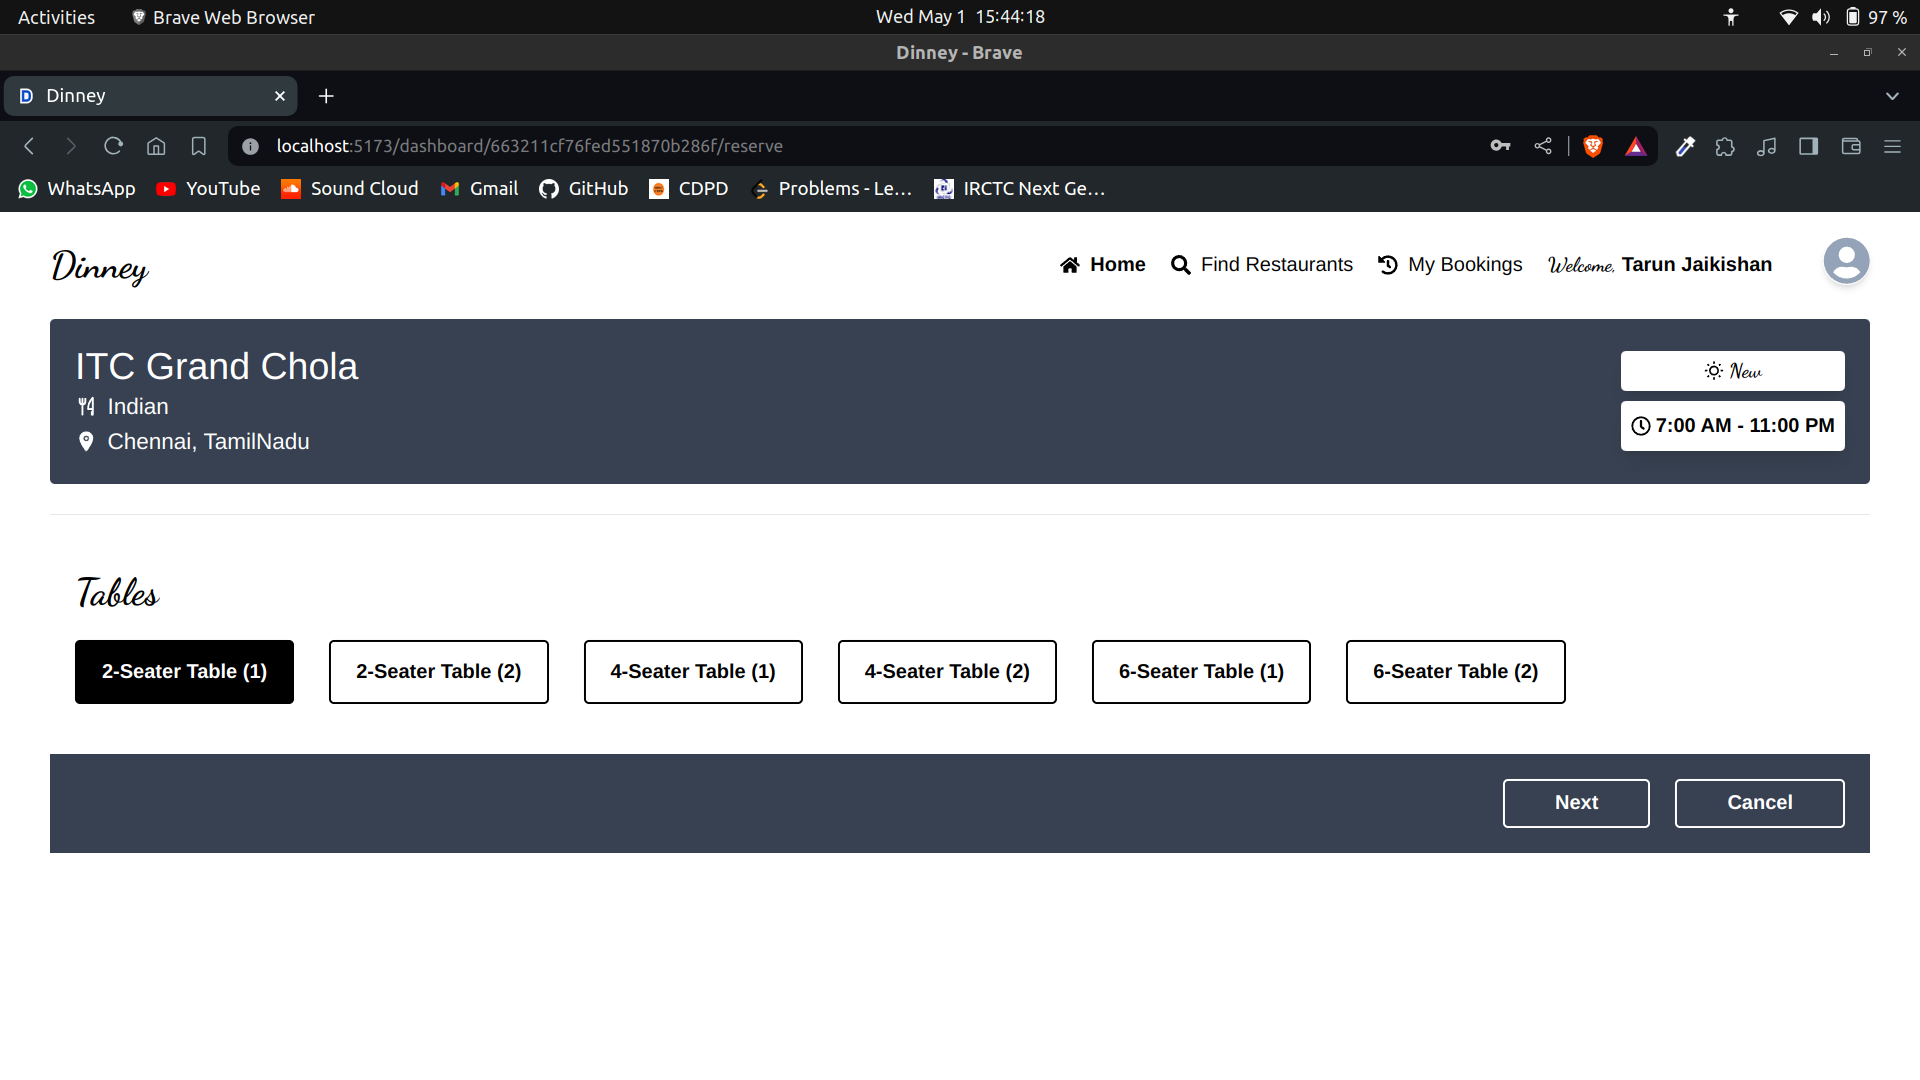 Activities Brave Web Browser Wed May 1 15:44:18 97 %
Dinney - Brave
Dinney
localhost:5173/dashboard/663211cf76fed551870b286f/reserve
WhatsApp YouTube Sound Cloud Gmail GitHub CDPD Problems - Le... IRCTC Next Ge...
Dinney Home Find Restaurants My Bookings Welcome, Tarun Jaikishan
ITC Grand Chola
New
Indian
7:00 AM - 11:00 PM
Chennai, TamilNadu
Tables
2-Seater Table (1) 2-Seater Table (2) 4-Seater Table (1) 4-Seater Table (2) 6-Seater Table (1) 6-Seater Table (2)
Next Cancel